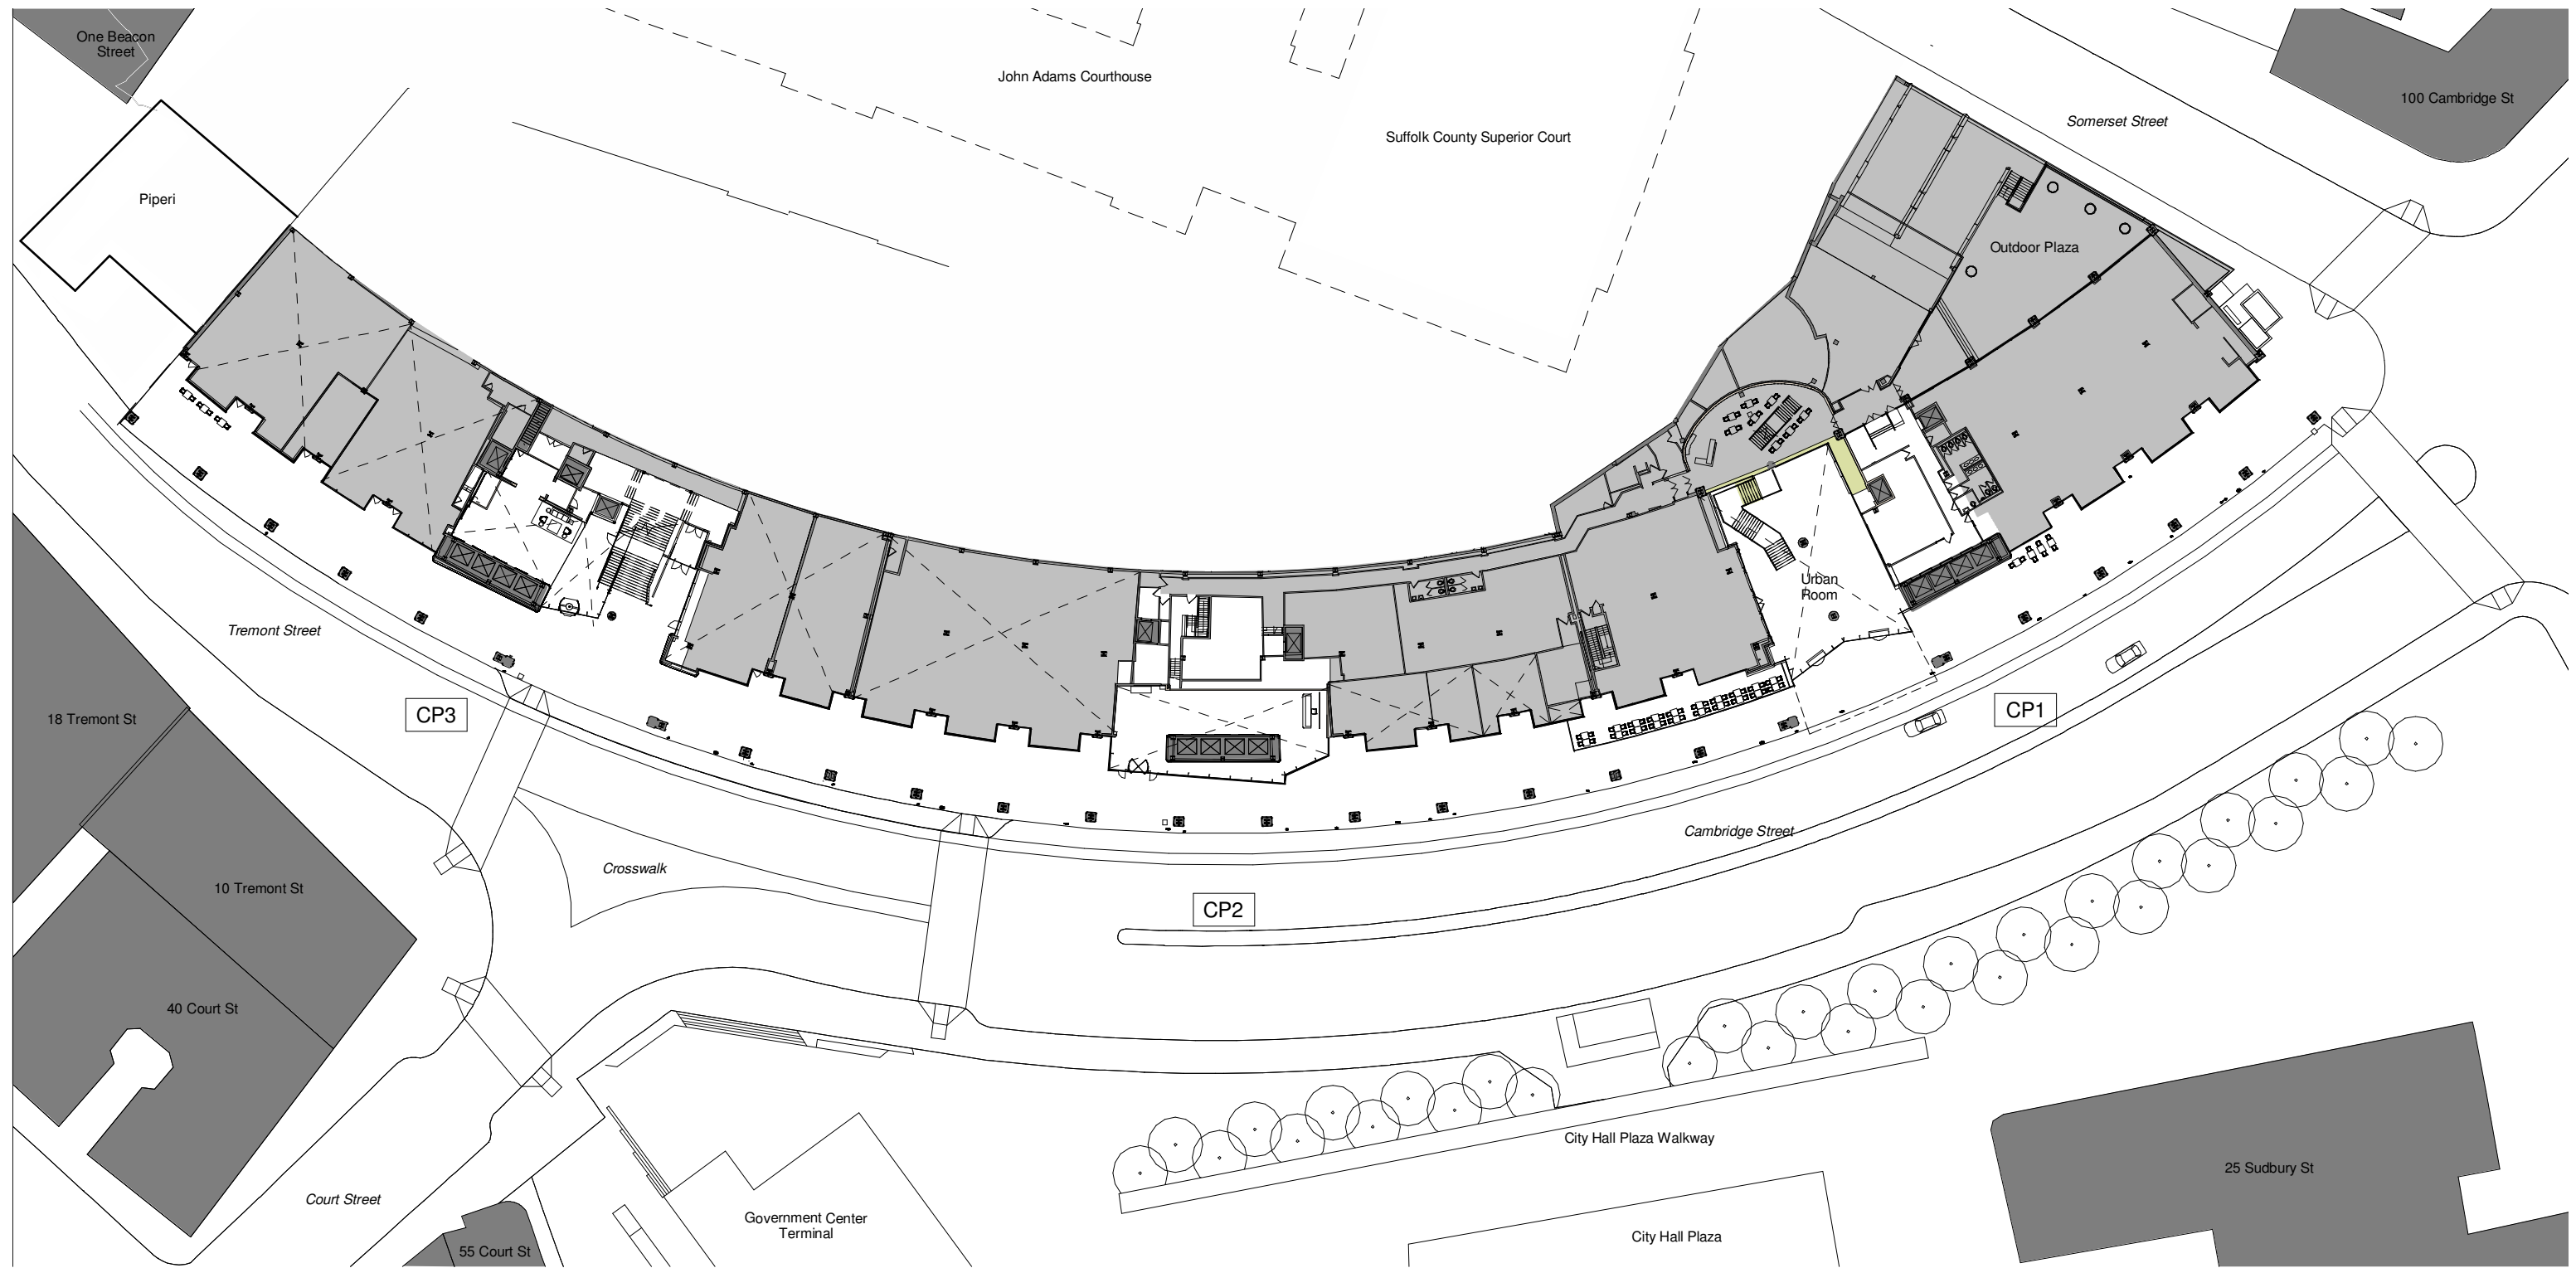 One Beacon
Street
John Adams Courthouse
100 Cambridge St
Somerset Street
Suffolk County Superior Court
Piperi
Outdoor Plaza
Urban
Room
Tremont Street
CP3
CP1
18 Tremont St
Cambridge Street
Crosswalk
10 Tremont St
CP2
40 Court St
City Hall Plaza Walkway
25 Sudbury St
Court Street
Government Center
Terminal
City Hall Plaza
55 Court St